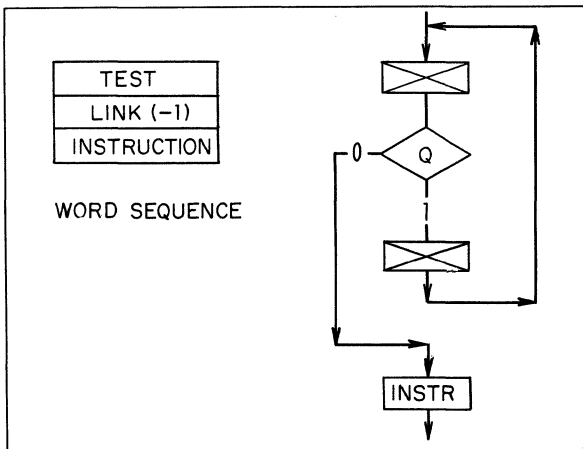 TEST
LINK (-1)
INSTRUCTION
WORD SEQUENCE
0
Q
1
INSTR